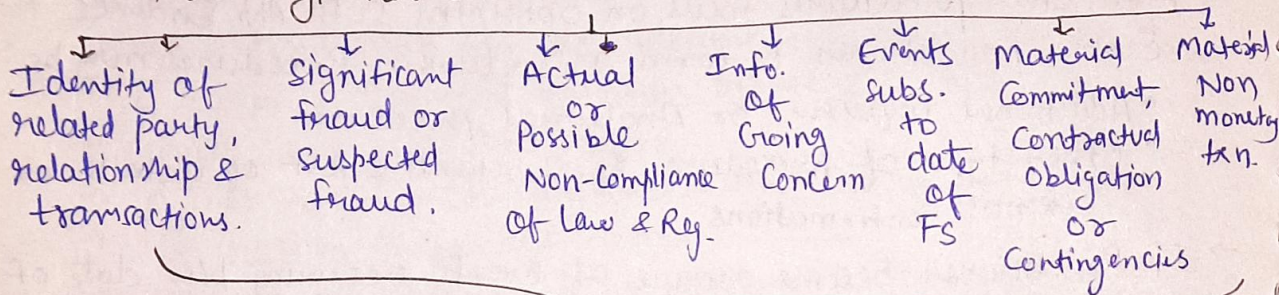 Identity of
related party,
relationship &
transactions.
Significant
fraud or
suspected
fraud.
Actual
or
Possible
Non-Compliance
of Law & Reg.
Info.
of
Going
Concern
Events
subs.
to
date
of
FS
Material
Commitment,
Contractual
Obligation
or
Contingencies
Material
Non
monetary
txn.